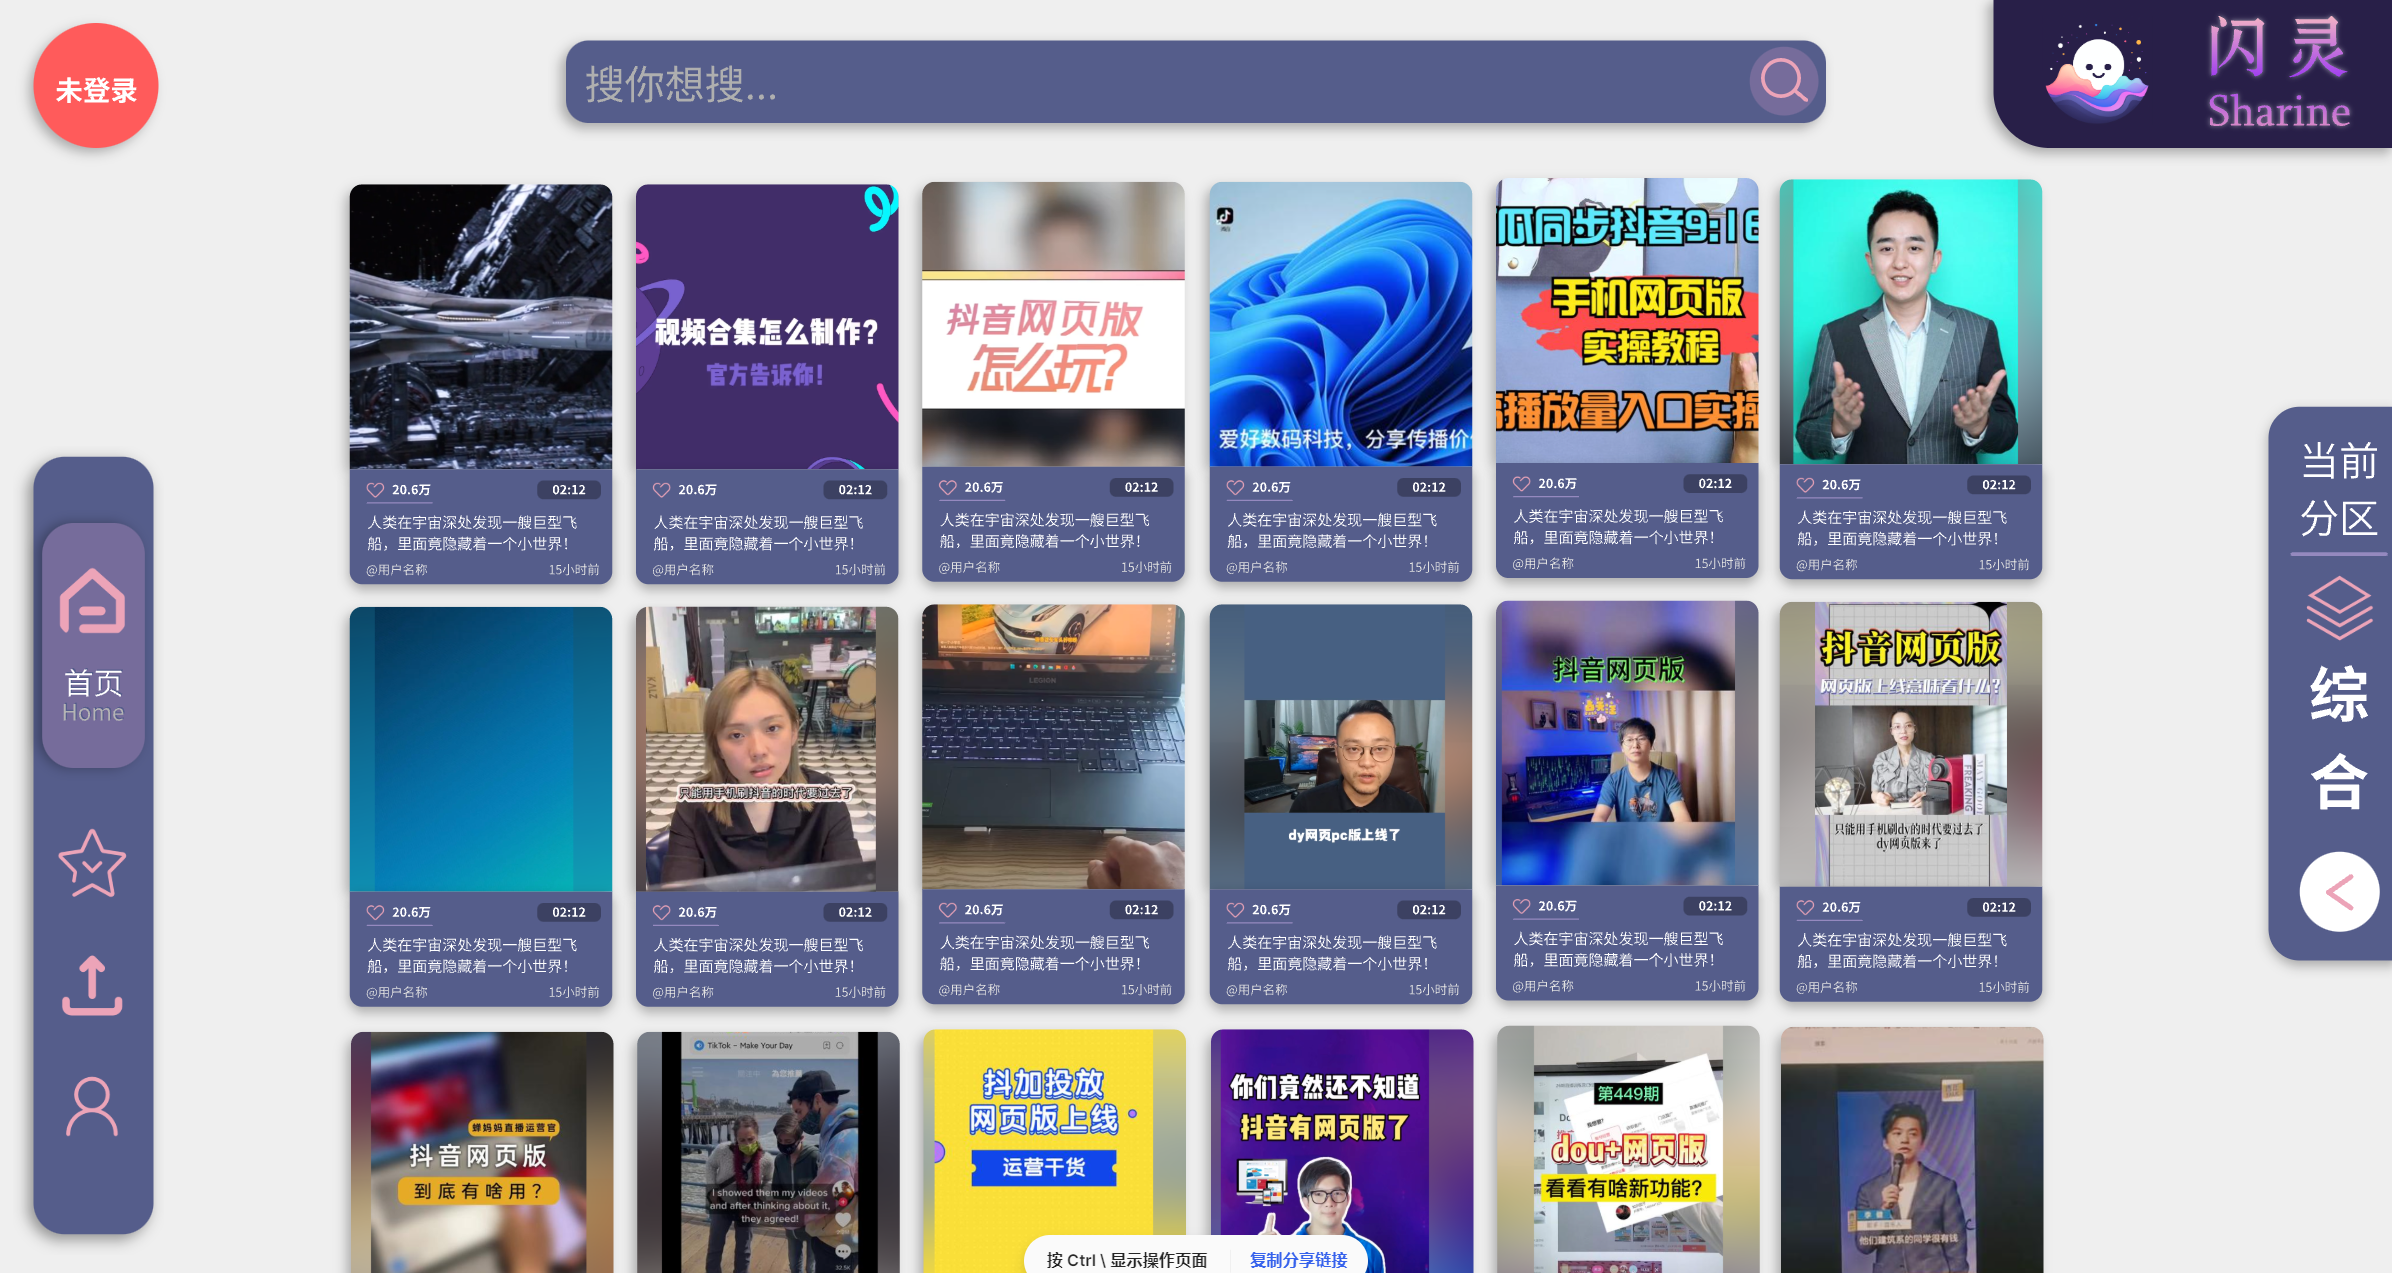 未登录
搜你想搜...
闪灵
Sharine
视频合集怎么制作?
官方告诉你!
抖音网页版
怎么玩?
爱好数码科技，分享传播价
瓜同步抖音9:16
手机网页版
实操教程
播放量入口实操
20.6万 02:12
人类在宇宙深处发现一艘巨型飞
船，里面竟隐藏着一个小世界！
@用户名称 15小时前
20.6万 02:12
人类在宇宙深处发现一艘巨型飞
船，里面竟隐藏着一个小世界！
@用户名称 15小时前
20.6万 02:12
人类在宇宙深处发现一艘巨型飞
船，里面竟隐藏着一个小世界！
@用户名称 15小时前
20.6万 02:12
人类在宇宙深处发现一艘巨型飞
船，里面竟隐藏着一个小世界！
@用户名称 15小时前
20.6万 02:12
人类在宇宙深处发现一艘巨型飞
船，里面竟隐藏着一个小世界！
@用户名称 15小时前
20.6万 02:12
人类在宇宙深处发现一艘巨型飞
船，里面竟隐藏着一个小世界！
@用户名称 15小时前
首页
Home
当前
分区
综
合
KALZ
只能用手机刷抖音的时代要过去了
LEGION
dy网页pc版上线了
抖音网页版
点关注
抖音网页版
网页版上线意味着什么?
FREAKING
只能用手机刷dy的时代要过去了
dy网页版来了
20.6万 02:12
人类在宇宙深处发现一艘巨型飞
船，里面竟隐藏着一个小世界！
@用户名称 15小时前
20.6万 02:12
人类在宇宙深处发现一艘巨型飞
船，里面竟隐藏着一个小世界！
@用户名称 15小时前
20.6万 02:12
人类在宇宙深处发现一艘巨型飞
船，里面竟隐藏着一个小世界！
@用户名称 15小时前
20.6万 02:12
人类在宇宙深处发现一艘巨型飞
船，里面竟隐藏着一个小世界！
@用户名称 15小时前
20.6万 02:12
人类在宇宙深处发现一艘巨型飞
船，里面竟隐藏着一个小世界！
@用户名称 15小时前
20.6万 02:12
人类在宇宙深处发现一艘巨型飞
船，里面竟隐藏着一个小世界！
@用户名称 15小时前
蝉妈妈直播运营官
抖音网页版
到底有啥用？
TikTok - Make Your Day
為您推薦
I showed them my videos
and after thinking about it,
they agreed!
32.5K
抖加投放
网页版上线
运营干货
你们竟然还不知道
抖音有网页版了
第449期
dou+网页版
看看有啥新功能?
他们建筑系的同学很有钱
按 Ctrl \ 显示操作页面 复制分享链接